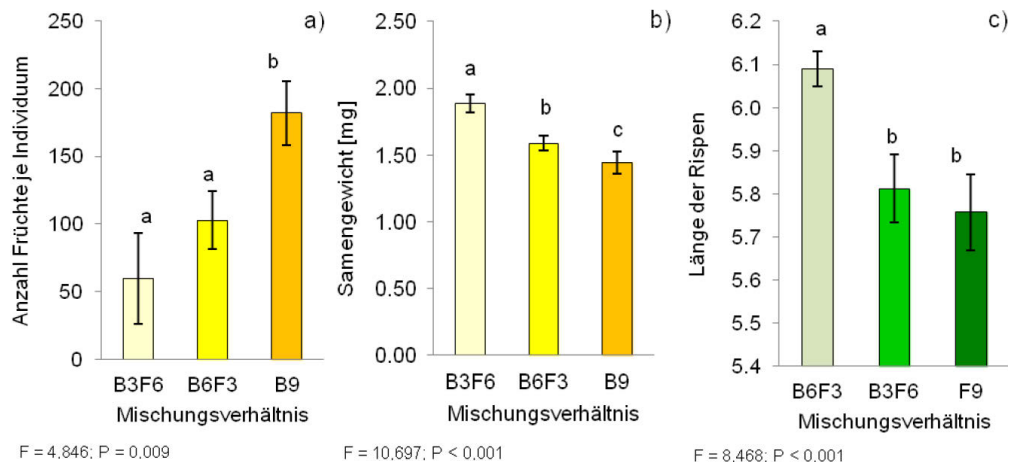 a)
Anzahl Früchte je Individuum
250
200
150
100
50
0
a
a
b
B3F6 B6F3 B9
Mischungsverhältnis
F = 4,846; P = 0,009
b)
Samengewicht [mg]
2.50
2.00
1.50
1.00
0.50
0.00
a
b
c
B3F6 B6F3 B9
Mischungsverhältnis
F = 10,697; P < 0,001
c)
Länge der Rispen
6.2
6.1
6.0
5.9
5.8
5.7
5.6
5.5
5.4
a
b
b
B6F3 B3F6 F9
Mischungsverhältnis
F = 8,468; P < 0,001